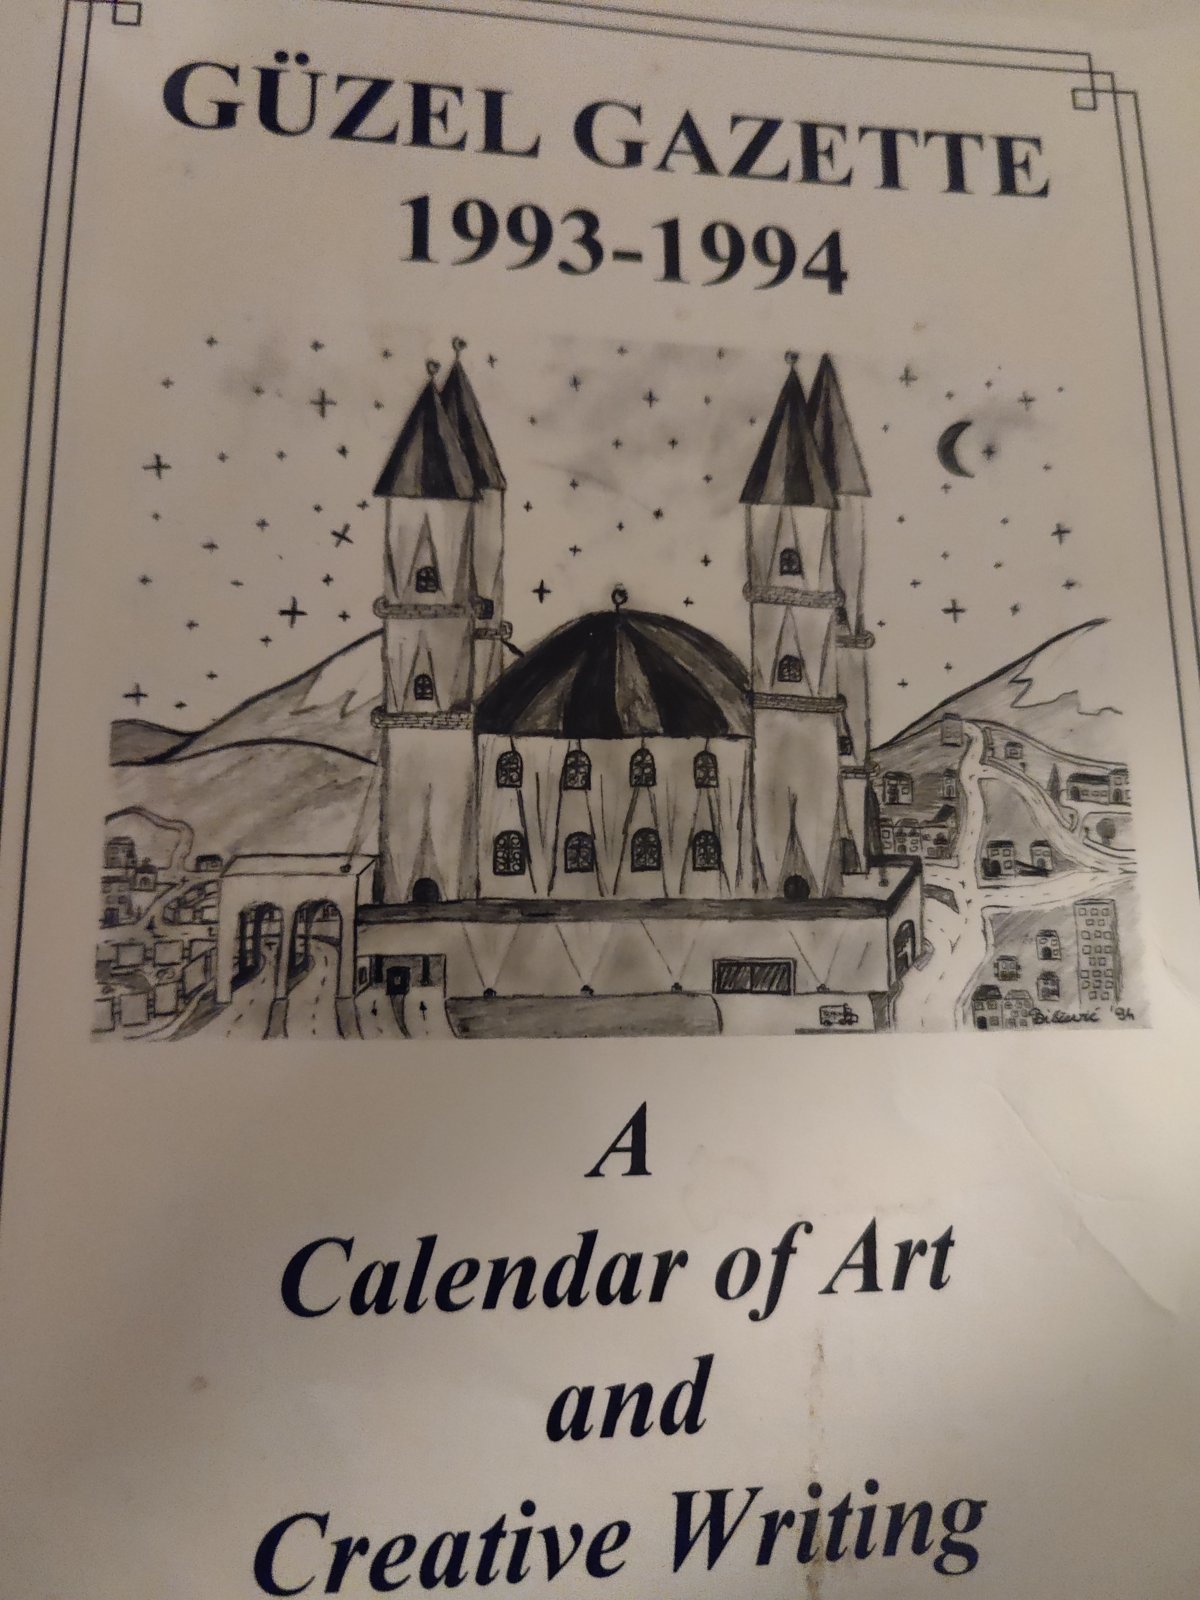 GÜZEL GAZETTE
1993-1994
A
Calendar of Art
and
Creative Writing